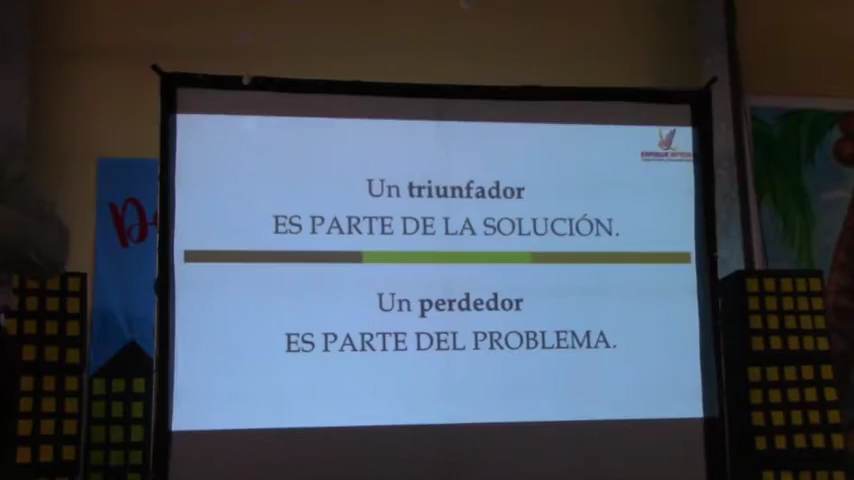 Un triunfador
ES PARTE DE LA SOLUCIÓN.
Un perdedor
ES PARTE DEL PROBLEMA.